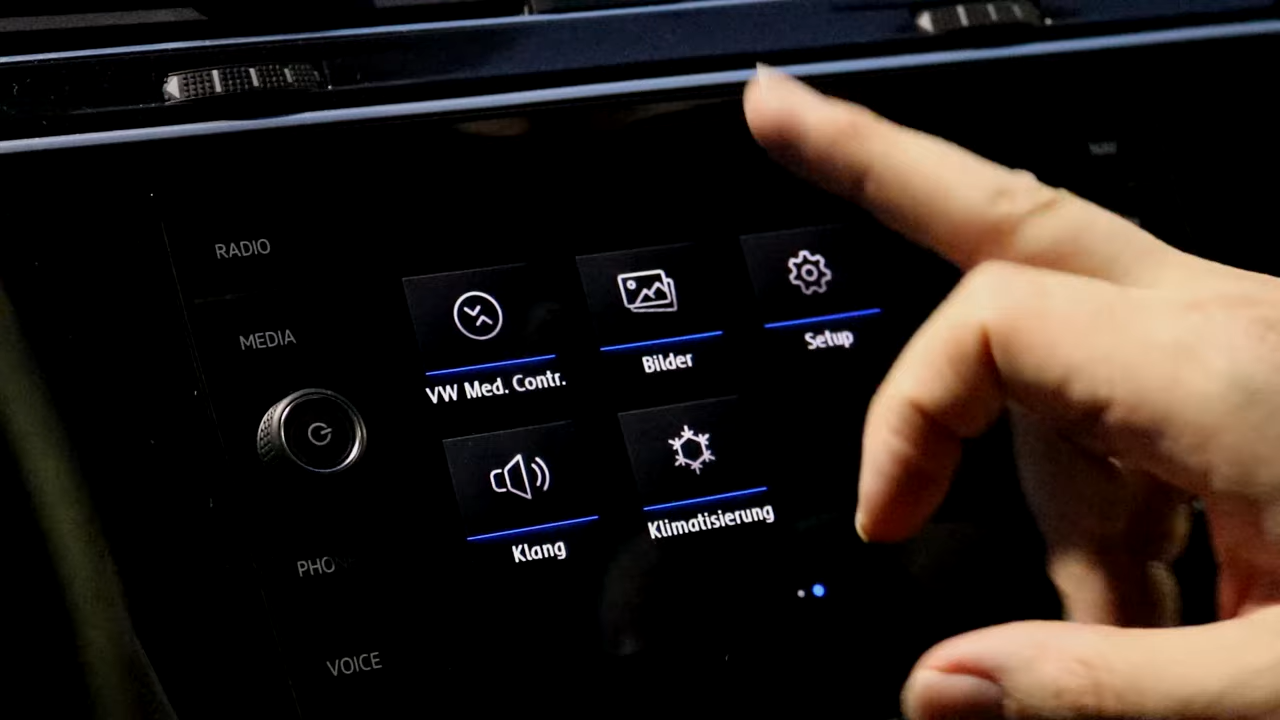 RADIO
MEDIA
VW Med. Contr.
Bilder
Setup
Klang
Klimatisierung
PHO
VOICE